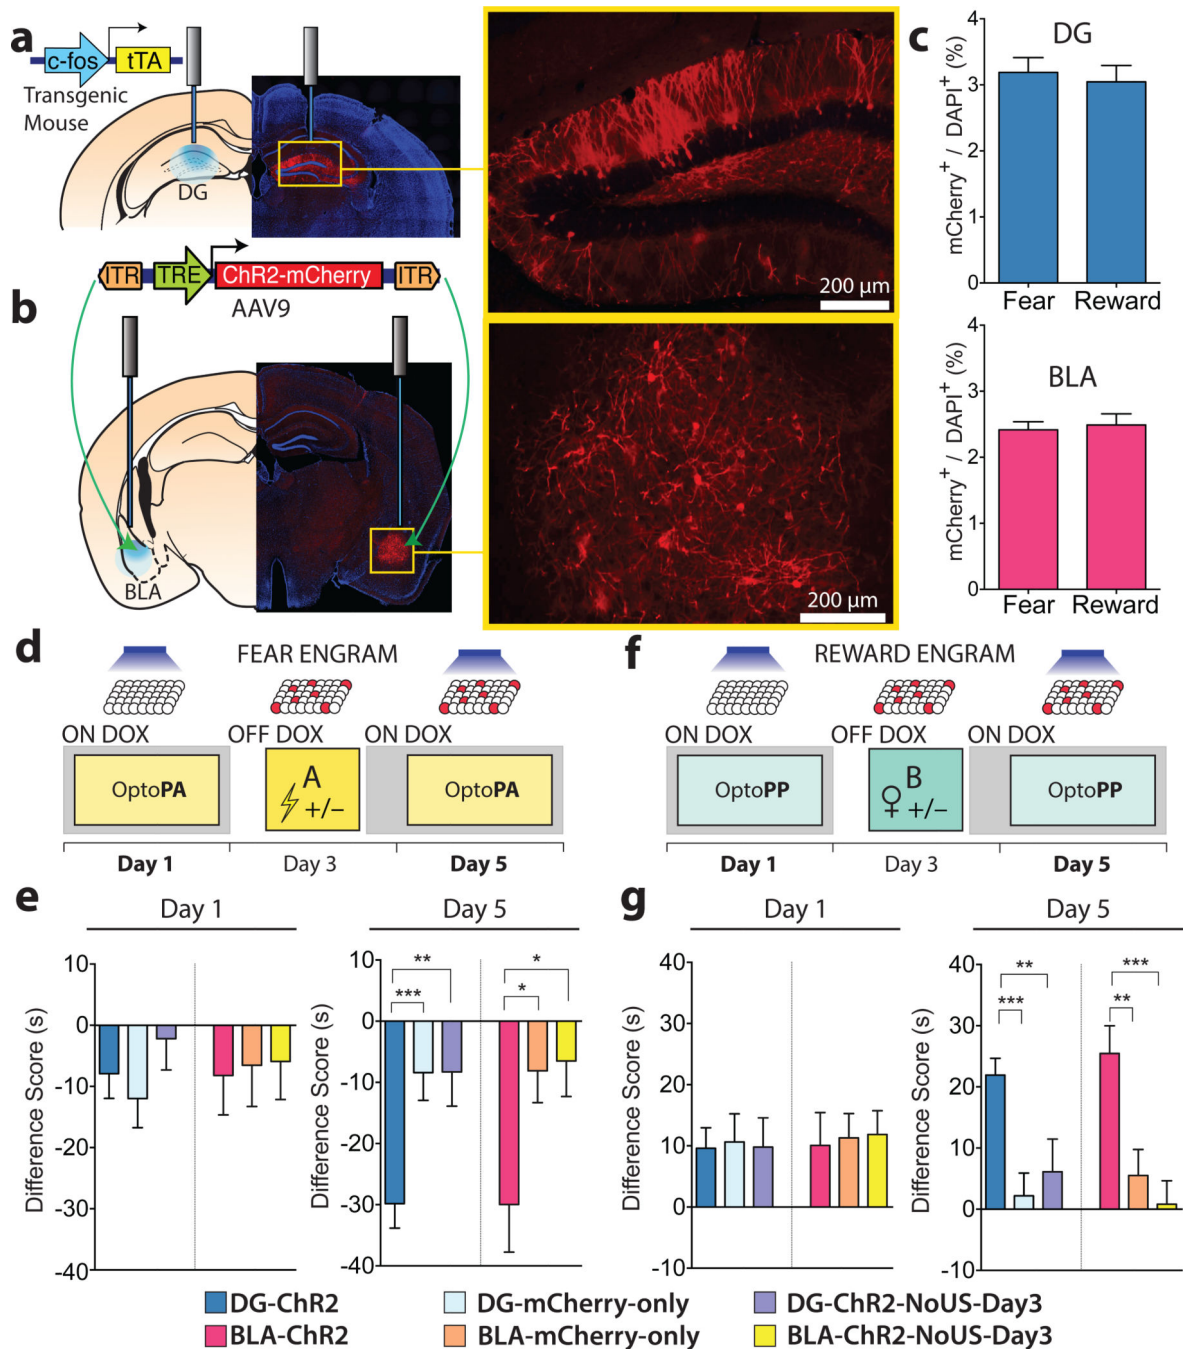 a
c-fos
tTA
Transgenic
Mouse
DG
200 µm
ITR
TRE
ChR2-mCherry
ITR
AAV9
b
BLA
200 µm
c
DG
mCherry+ / DAPI+ (%)
4
3
2
1
0
Fear
Reward
BLA
mCherry+ / DAPI+ (%)
4
3
2
1
0
Fear
Reward
d
FEAR ENGRAM
ON DOX
OFF DOX
ON DOX
OptoPA
A
+/−
OptoPA
Day 1
Day 3
Day 5
f
REWARD ENGRAM
ON DOX
OFF DOX
ON DOX
OptoPP
B
♀ +/−
OptoPP
Day 1
Day 3
Day 5
e
Day 1
Difference Score (s)
10
0
-10
-20
-30
-40
Day 5
Difference Score (s)
10
0
-10
-20
-30
-40
**
***
*
*
g
Day 1
Difference Score (s)
40
30
20
10
0
-10
Day 5
Difference Score (s)
40
30
20
10
0
-10
**
***
***
**
DG-ChR2
DG-mCherry-only
DG-ChR2-NoUS-Day3
BLA-ChR2
BLA-mCherry-only
BLA-ChR2-NoUS-Day3